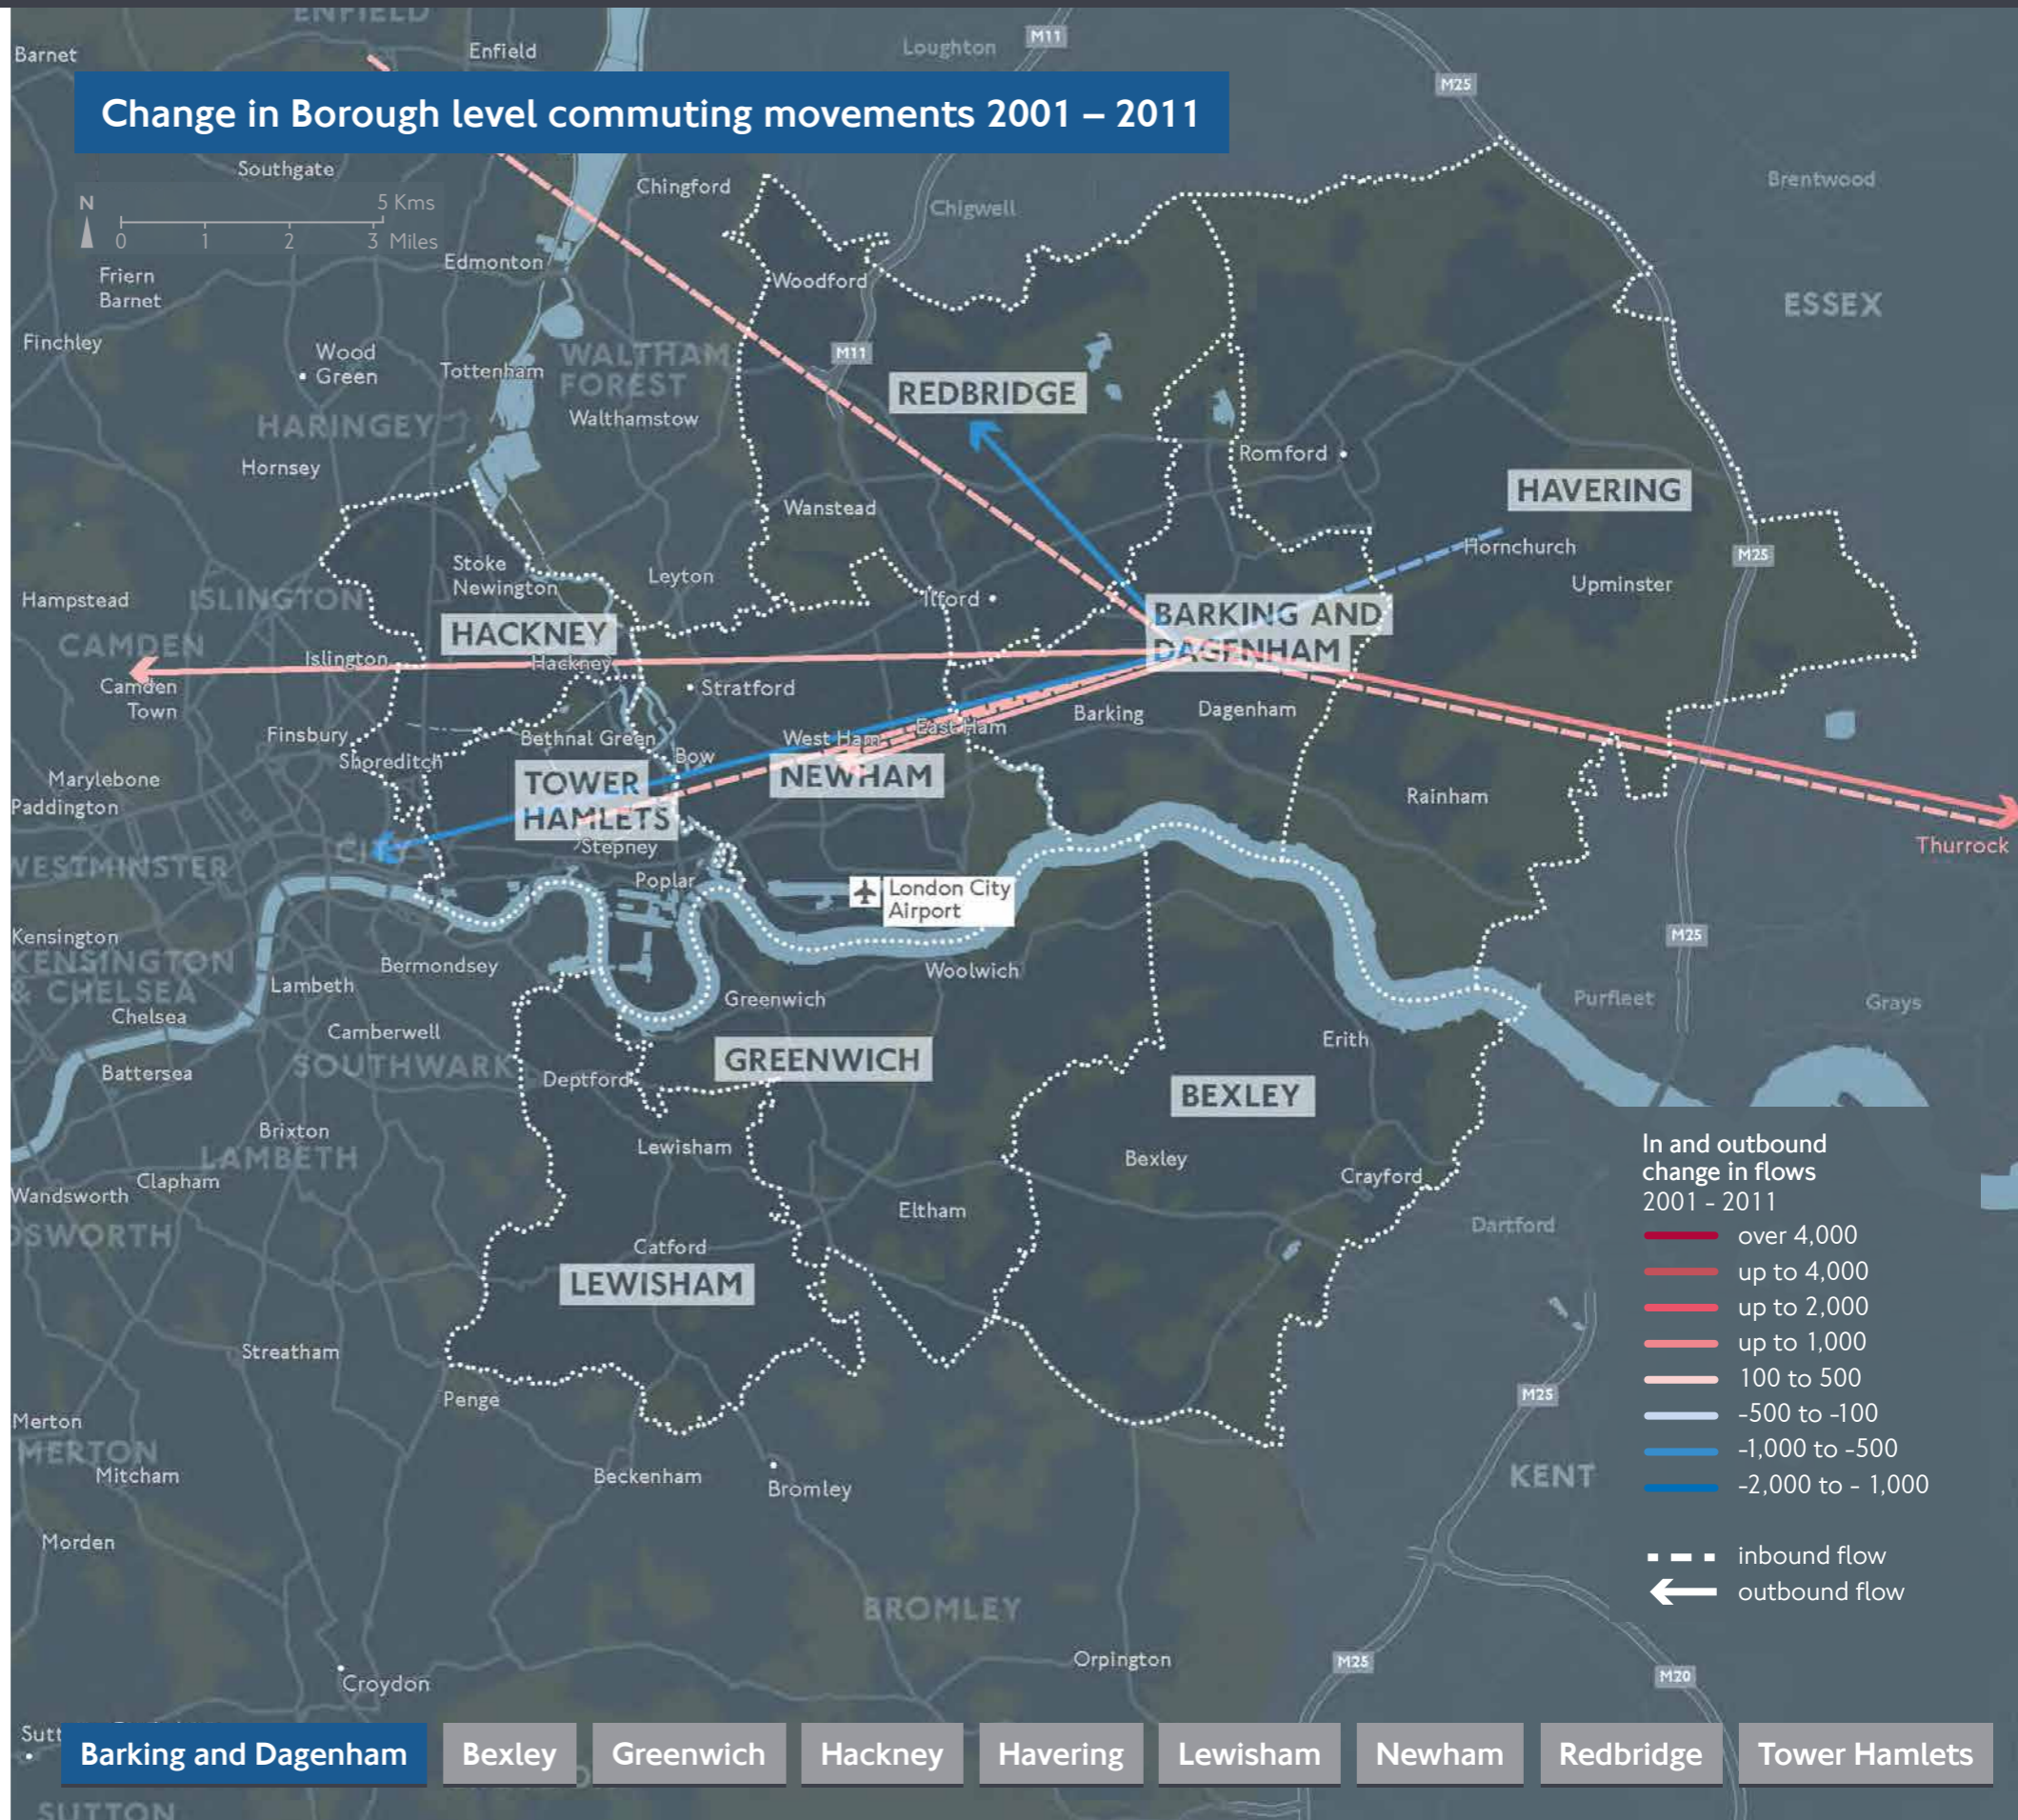 ENFIELD
Barnet
Enfield
Loughton
M11
M25
Change in Borough level commuting movements 2001 – 2011
Southgate
Chingford
Brentwood
N
5 Kms
0 1 2 3 Miles
Chigwell
Edmonton
Friern
Barnet
Woodford
ESSEX
Finchley
Wood
Green
Tottenham
WALTHAM
FOREST
M11
REDBRIDGE
Walthamstow
HARINGEY
Hornsey
Romford
HAVERING
Wanstead
Hornchurch
M25
Stoke
Newington
Leyton
Upminster
Hampstead
ISLINGTON
Ilford
BARKING AND
DAGENHAM
HACKNEY
CAMDEN
Islington
Hackney
Camden
Town
Stratford
Barking
Dagenham
Finsbury
Bethnal Green
West Ham
East Ham
Shoreditch
Bow
Marylebone
TOWER
HAMLETS
NEWHAM
Paddington
Rainham
CITY
Stepney
Thurrock
WESTMINSTER
Poplar
London City
Airport
Kensington
M25
KENSINGTON
& CHELSEA
Bermondsey
Woolwich
Lambeth
Greenwich
Purfleet
Grays
Chelsea
Camberwell
Erith
SOUTHWARK
GREENWICH
Battersea
Deptford
BEXLEY
Brixton
LAMBETH
Lewisham
Bexley
Crayford
Clapham
Wandsworth
Eltham
DSWORTH
Catford
Dartford
LEWISHAM
In and outbound
change in flows
2001 - 2011
over 4,000
up to 4,000
up to 2,000
up to 1,000
100 to 500
-500 to -100
-1,000 to -500
-2,000 to - 1,000
inbound flow
outbound flow
Streatham
Penge
M25
Merton
MERTON
Mitcham
Beckenham
Bromley
KENT
Morden
BROMLEY
Orpington
M25
M20
Croydon
Sutt
Barking and Dagenham
Bexley
Greenwich
Hackney
Havering
Lewisham
Newham
Redbridge
Tower Hamlets
SUTTON